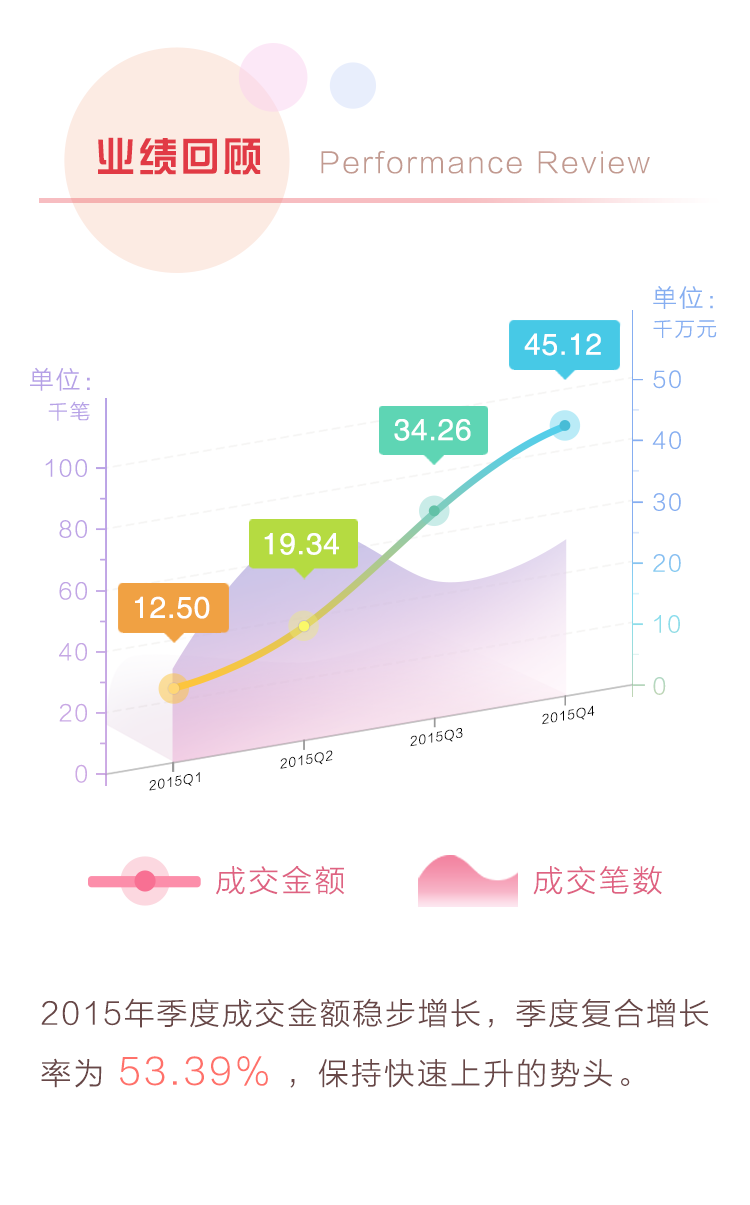 业绩回顾
Performance Review
单位：
千万元
45.12
50
单位：
千笔
34.26
40
100
30
80
19.34
20
60
12.50
40
10
20
0
0
2015Q1
2015Q2
2015Q3
2015Q4
成交金额
成交笔数
2015年季度成交金额稳步增长，季度复合增长
率为 53.39% ，保持快速上升的势头。